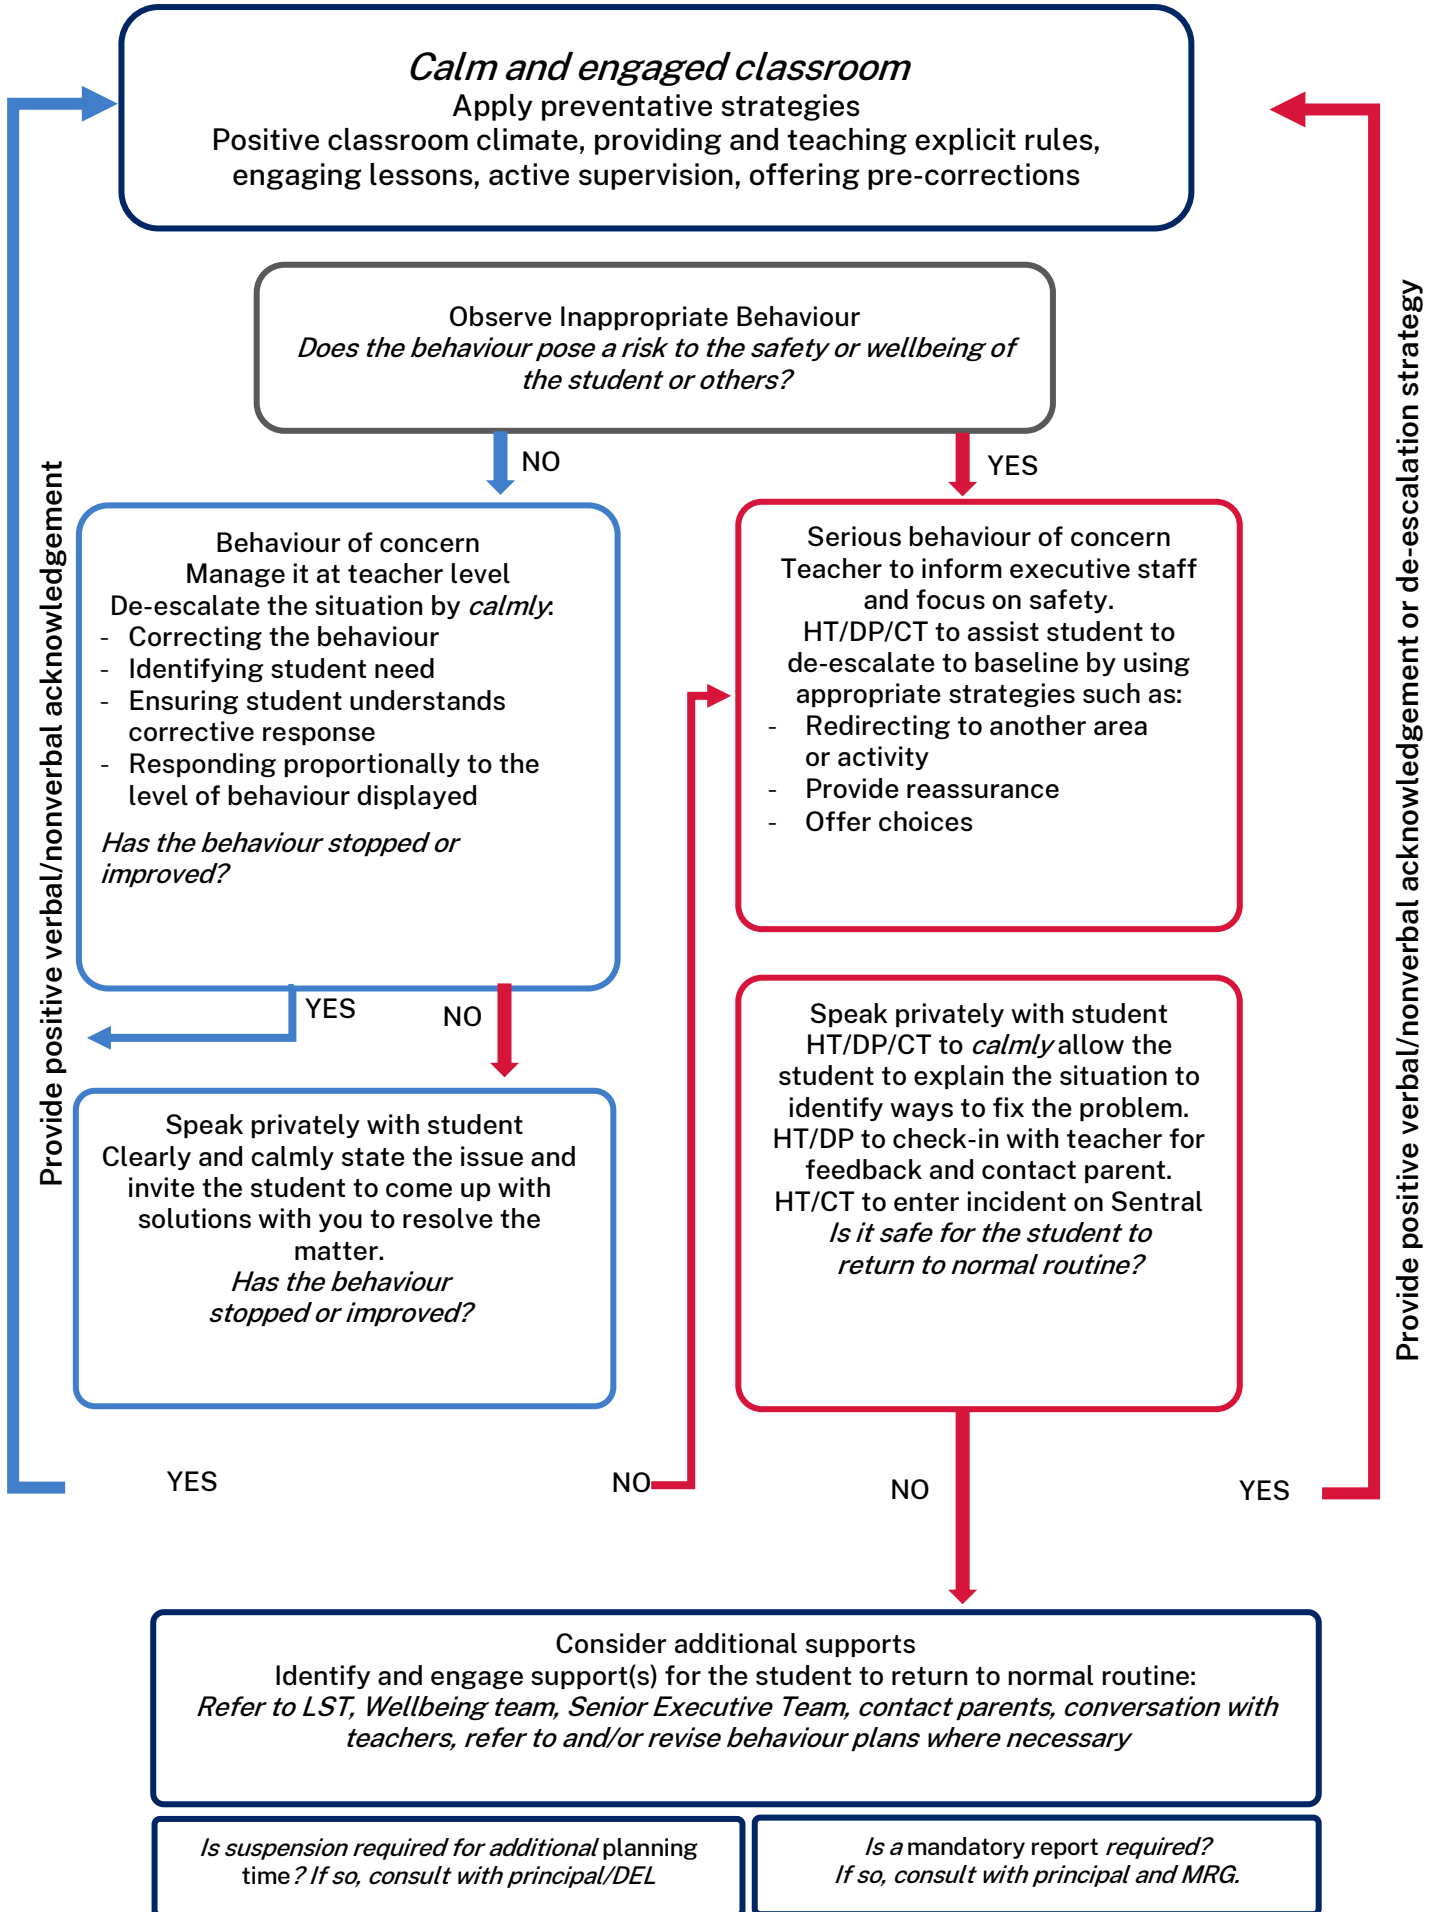 Calm and engaged classroom
Apply preventative strategies
Positive classroom climate, providing and teaching explicit rules,
engaging lessons, active supervision, offering pre-corrections
Observe Inappropriate Behaviour
Does the behaviour pose a risk to the safety or wellbeing of
the student or others?
NO
YES
Behaviour of concern
Manage it at teacher level
De-escalate the situation by calmly:
- Correcting the behaviour
- Identifying student need
- Ensuring student understands
corrective response
- Responding proportionally to the
level of behaviour displayed
Has the behaviour stopped or
improved?
Serious behaviour of concern
Teacher to inform executive staff
and focus on safety.
HT/DP/CT to assist student to
de-escalate to baseline by using
appropriate strategies such as:
- Redirecting to another area
or activity
- Provide reassurance
- Offer choices
YES
NO
Speak privately with student
Clearly and calmly state the issue and
invite the student to come up with
solutions with you to resolve the
matter.
Has the behaviour
stopped or improved?
Speak privately with student
HT/DP/CT to calmly allow the
student to explain the situation to
identify ways to fix the problem.
HT/DP to check-in with teacher for
feedback and contact parent.
HT/CT to enter incident on Sentral
Is it safe for the student to
return to normal routine?
YES
NO
NO
YES
Provide positive verbal/nonverbal acknowledgement
Provide positive verbal/nonverbal acknowledgement or de-escalation strategy
Consider additional supports
Identify and engage support(s) for the student to return to normal routine:
Refer to LST, Wellbeing team, Senior Executive Team, contact parents, conversation with
teachers, refer to and/or revise behaviour plans where necessary
Is suspension required for additional planning
time? If so, consult with principal/DEL
Is a mandatory report required?
If so, consult with principal and MRG.